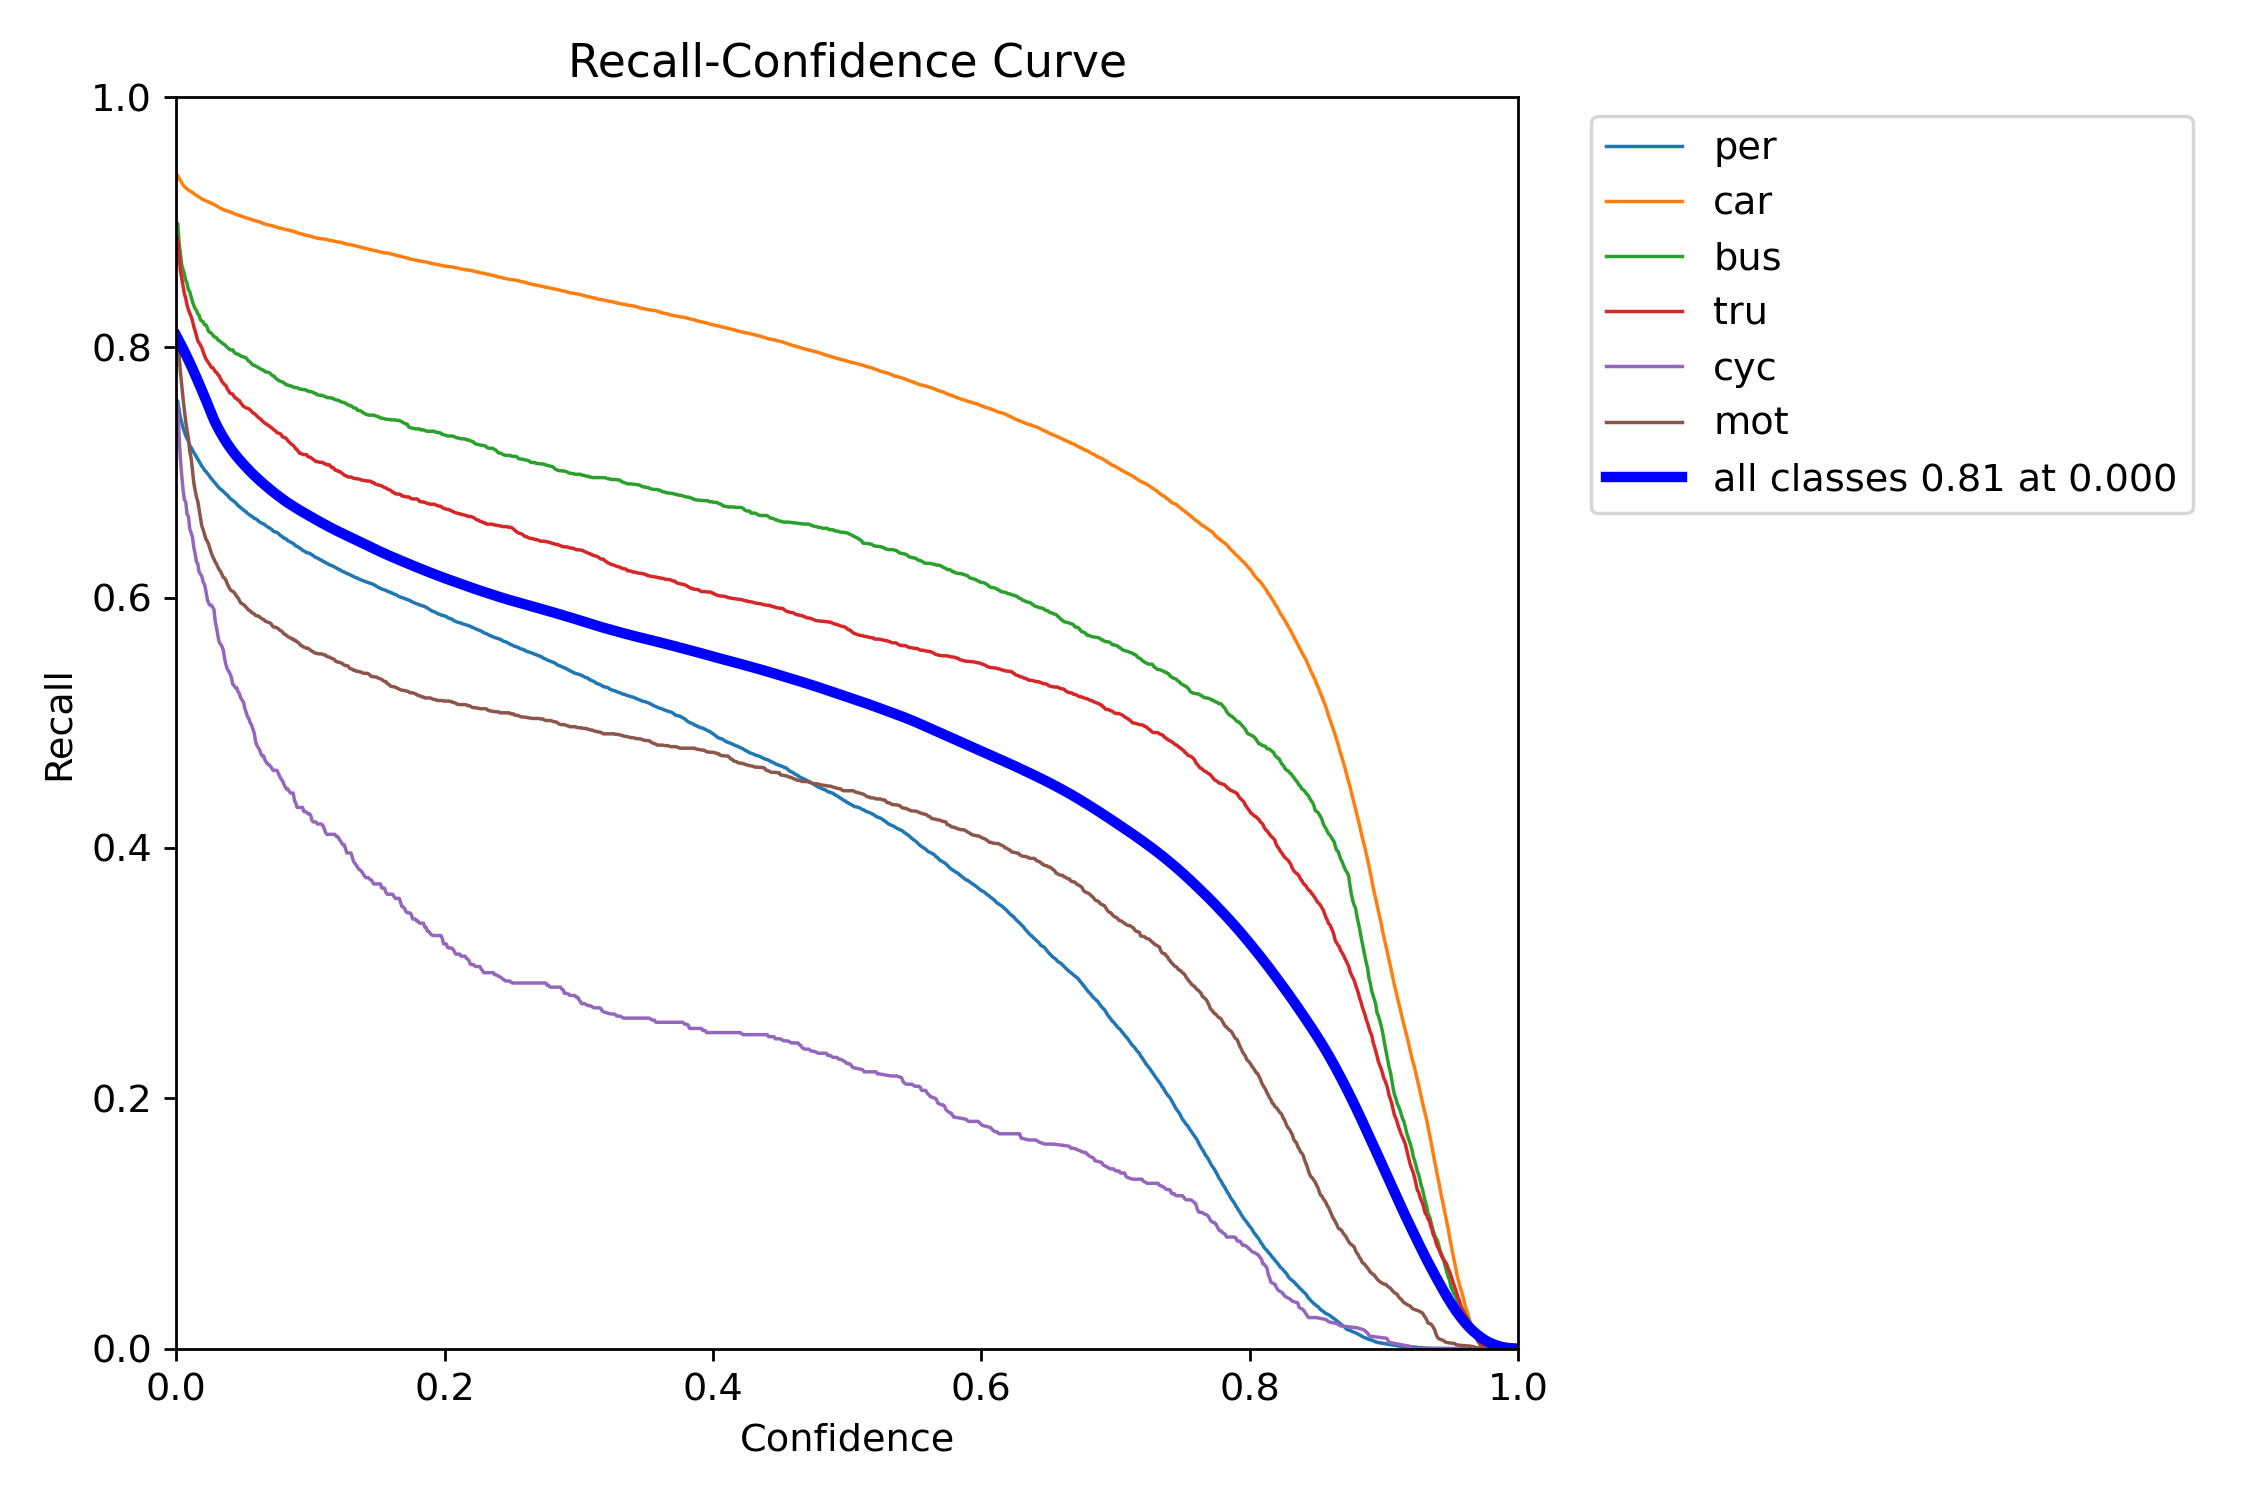 Recall-Confidence Curve
1.0
0.8
0.6
0.4
0.2
0.0
Recall
0.0 0.2 0.4 0.6 0.8 1.0
Confidence
per
car
bus
tru
cyc
mot
all classes 0.81 at 0.000